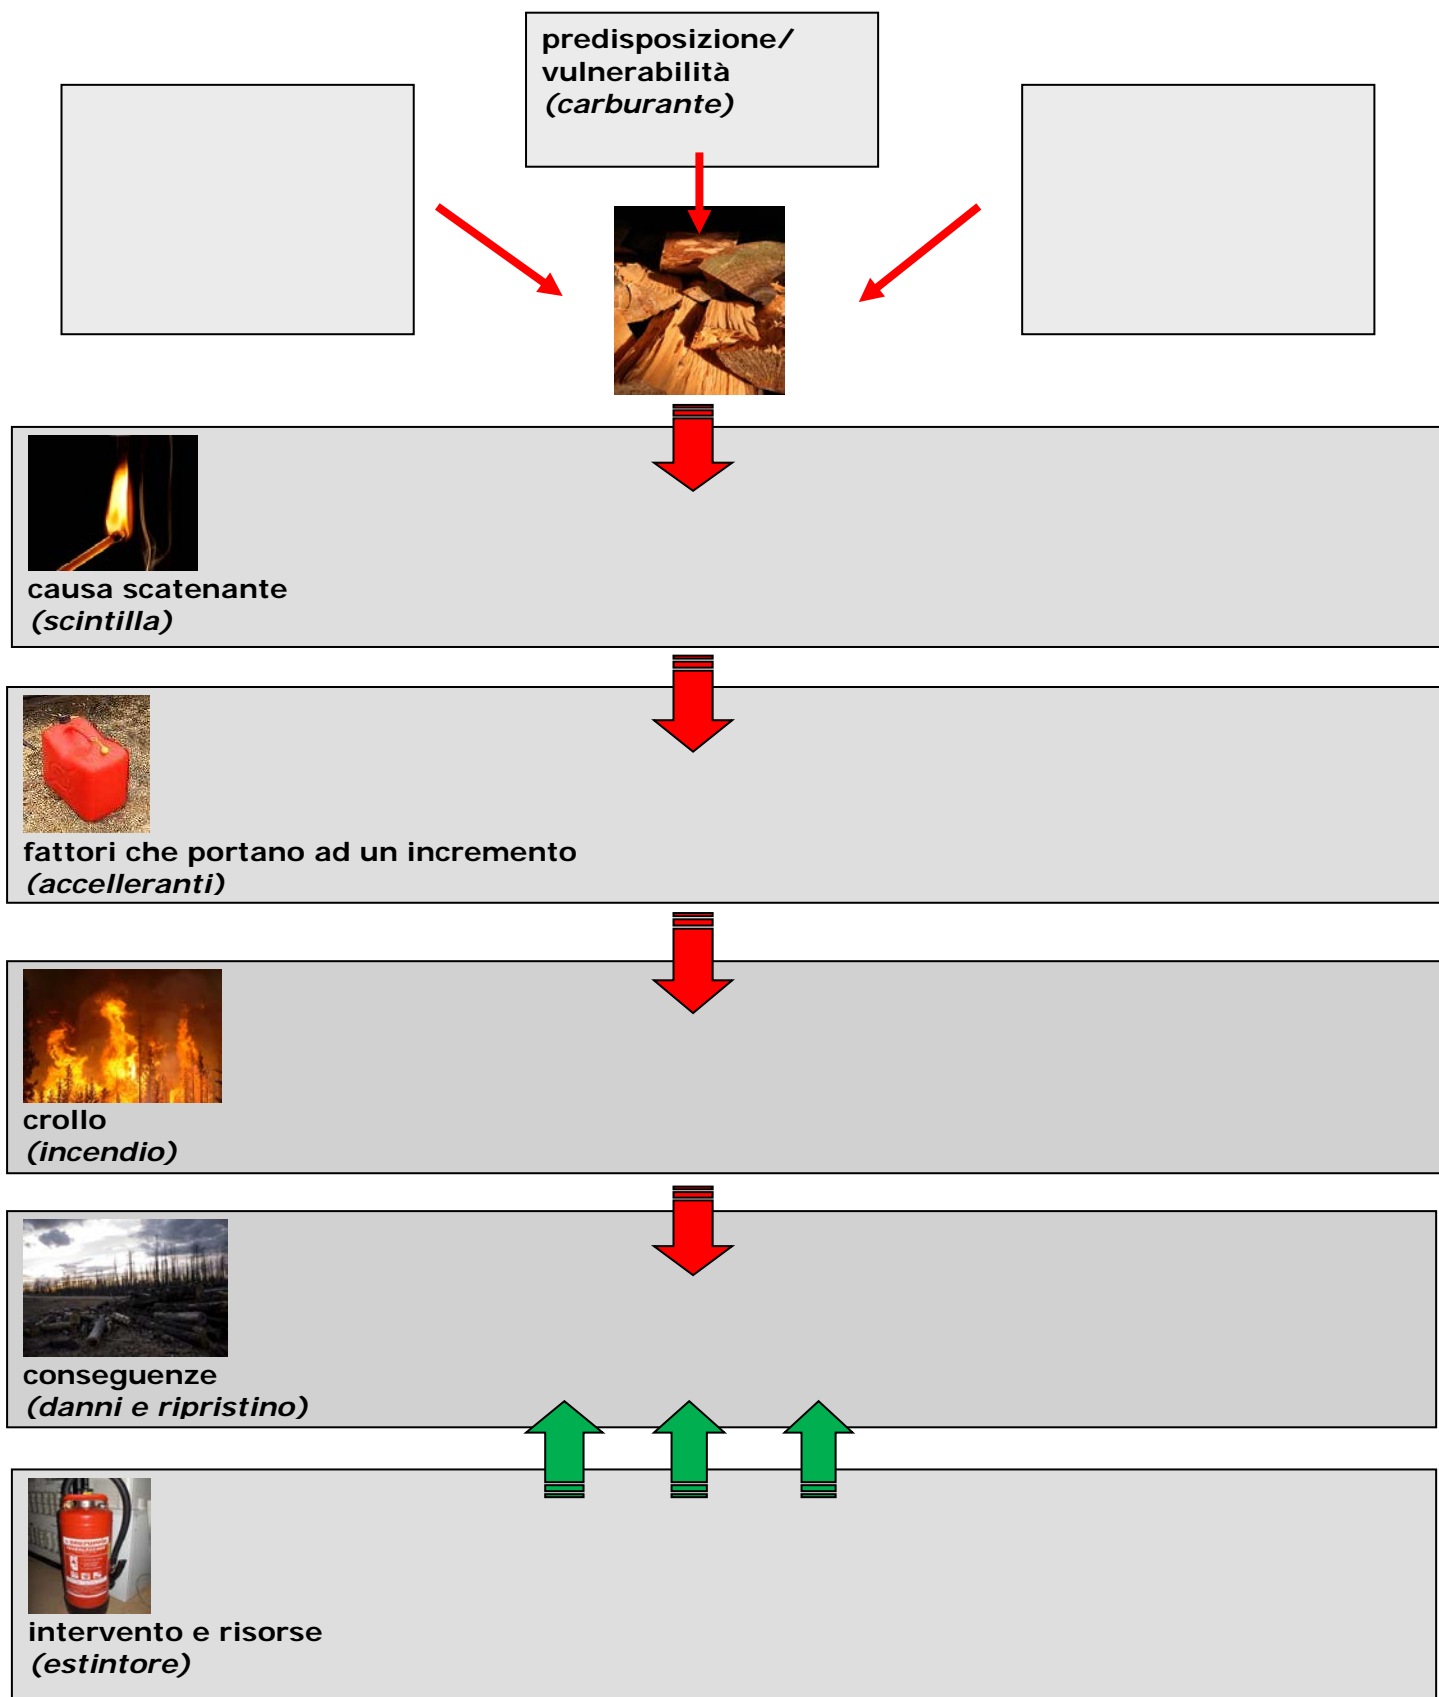 predisposizione/
vulnerabilità
(carburante)
causa scatenante
(scintilla)
fattori che portano ad un incremento
(accelleranti)
crollo
(incendio)
conseguenze
(danni e ripristino)
intervento e risorse
(estintore)